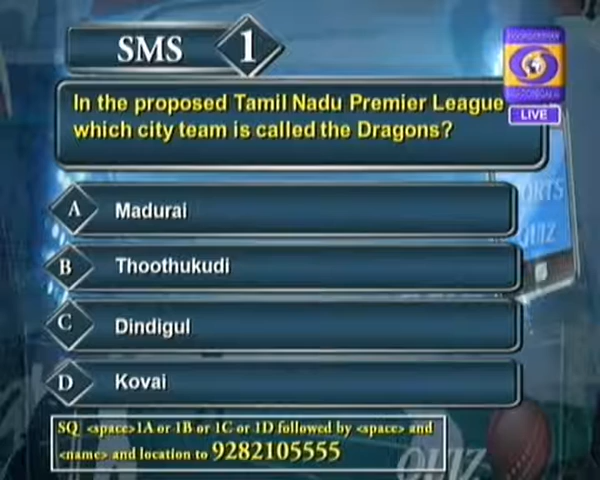 SMS 1
In the proposed Tamil Nadu Premier League
which city team is called the Dragons?
LIVE
A Madurai
B Thoothukudi
C Dindigul
D Kovai
SQ <space>1A or 1B or 1C or 1D followed by <space> and
<name> and location to 9282105555
QUIZ
QUIZ